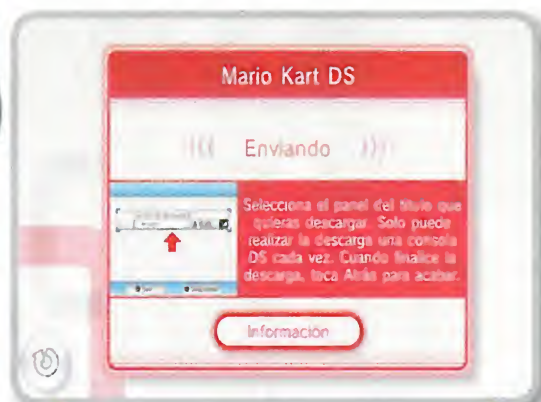 Mario Kart DS
Enviando
Selecciona el panel del título que
quieras descargar. Solo puede
realizar la descarga una consola
DS cada vez. Cuando finalice la
descarga, toca Atrás para acabar.
Información